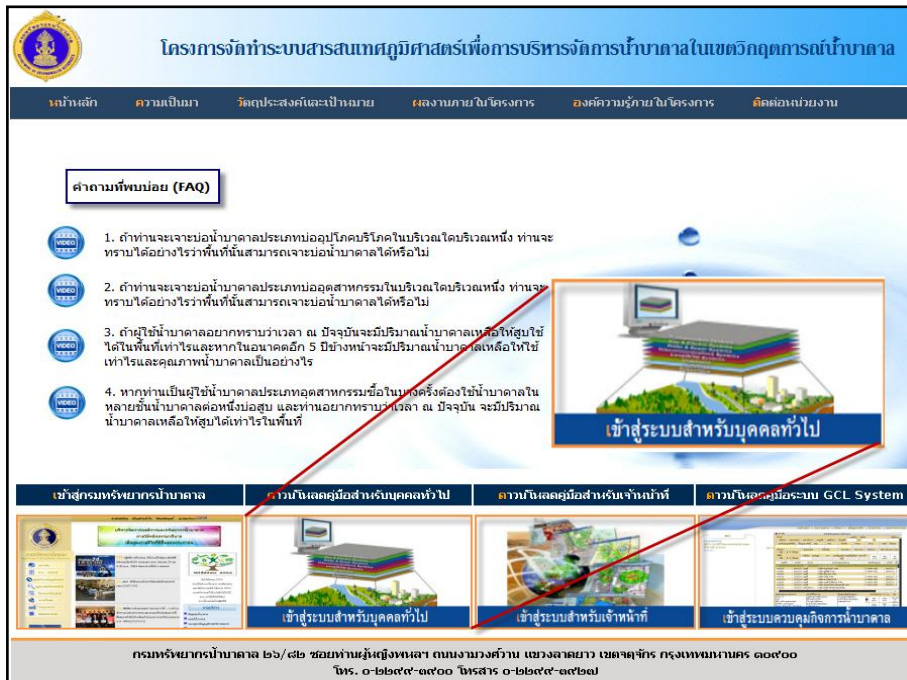 โครงการจัดทำระบบสารสนเทศภูมิศาสตร์เพื่อการบริหารจัดการน้ำบาดาลในเขตวิกฤตการณ์น้ำบาดาล
หน้าหลัก ความเป็นมา วัตถุประสงค์และเป้าหมาย ผลงานภายในโครงการ องค์ความรู้ภายในโครงการ ติดต่อหน่วยงาน
คำถามที่พบบ่อย (FAQ)
VIDEO
1. ถ้าท่านจะเจาะบ่อน้ำบาดาลประเภทบ่ออุปโภคบริโภคในบริเวณใดบริเวณหนึ่ง ท่านจะ
ทราบได้อย่างไรว่าพื้นที่นั้นสามารถเจาะบ่อน้ำบาดาลได้หรือไม่
VIDEO
2. ถ้าท่านจะเจาะบ่อน้ำบาดาลประเภทบ่ออุตสาหกรรมในบริเวณใดบริเวณหนึ่ง ท่านจะ
ทราบได้อย่างไรว่าพื้นที่นั้นสามารถเจาะบ่อน้ำบาดาลได้หรือไม่
VIDEO
3. ถ้าผู้ใช้น้ำบาดาลอยากทราบว่าเวลา ณ ปัจจุบันจะมีปริมาณน้ำบาดาลเหลือให้สูบใช้
ได้ในพื้นที่เท่าไรและหากในอนาคตอีก 5 ปีข้างหน้าจะมีปริมาณน้ำบาดาลเหลือให้ใช้
เท่าไรและคุณภาพน้ำบาดาลเป็นอย่างไร
VIDEO
4. หากท่านเป็นผู้ใช้น้ำบาดาลประเภทอุตสาหกรรมซึ่งในบางครั้งต้องใช้น้ำบาดาลใน
หลายชั้นน้ำบาดาลต่อหนึ่งบ่อสูบ และท่านอยากทราบว่าเวลา ณ ปัจจุบัน จะมีปริมาณ
น้ำบาดาลเหลือให้สูบได้เท่าไรในพื้นที่
เข้าสู่ระบบสำหรับบุคคลทั่วไป
เข้าสู่กรมทรัพยากรน้ำบาดาล ดาวน์โหลดคู่มือสำหรับบุคคลทั่วไป ดาวน์โหลดคู่มือสำหรับเจ้าหน้าที่ ดาวน์โหลดคู่มือระบบ GCL System
เข้าสู่ระบบสำหรับบุคคลทั่วไป เข้าสู่ระบบสำหรับเจ้าหน้าที่ เข้าสู่ระบบควบคุมกิจการน้ำบาดาล
กรมทรัพยากรน้ำบาดาล ๒๖/๘๒ ซอยท่านผู้หญิงพหลฯ ถนนงามวงศ์วาน แขวงลาดยาว เขตจตุจักร กรุงเทพมหานคร ๑๐๙๐๐
โทร. ๐-๒๒๙๙-๓๙๐๐ โทรสาร ๐-๒๒๙๙-๓๙๒๗